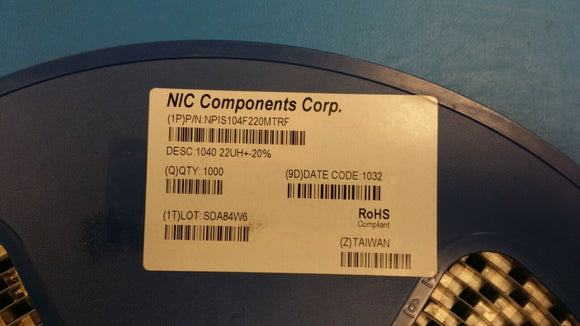 NIC Components Corp.
(1P)P/N:NPIS104F220MTRF
DESC:1040 22UH+-20%
(Q)QTY: 1000
(9D)DATE CODE:1032
(1T)LOT: SDA84W6
RoHS
Compliant
(Z)TAIWAN